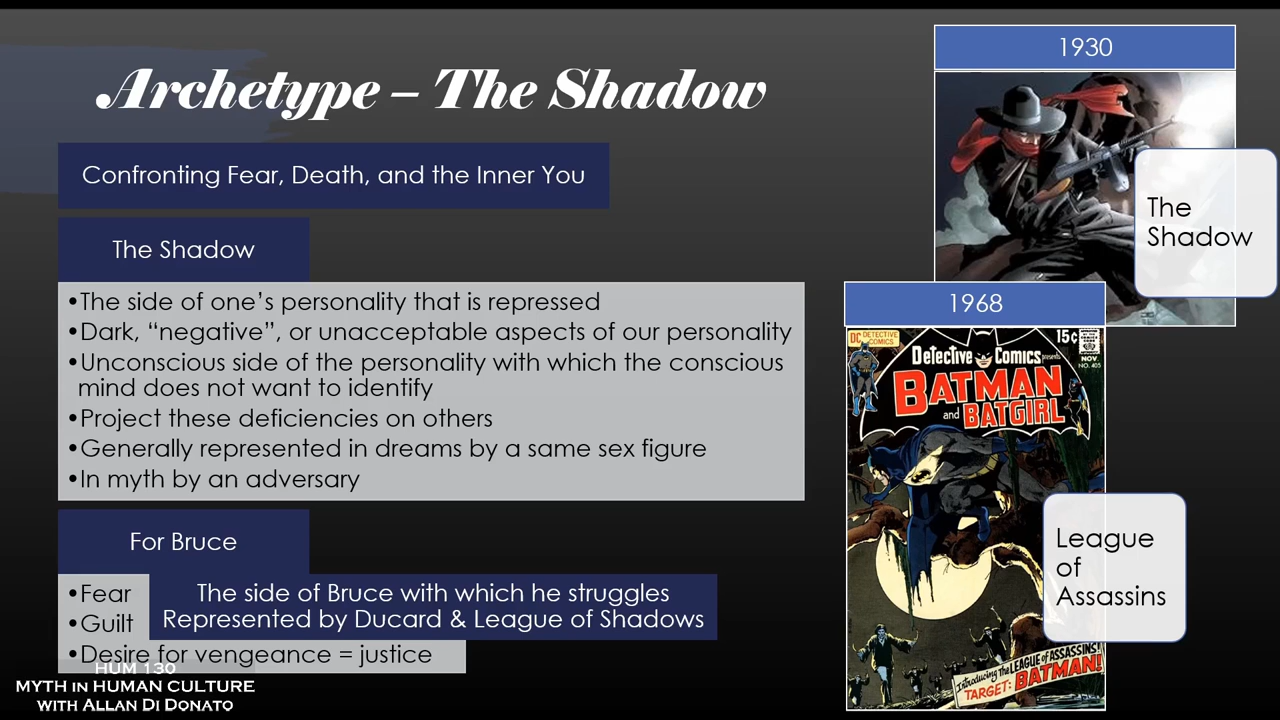 Archetype – The Shadow
Confronting Fear, Death, and the Inner You
The Shadow
•The side of one's personality that is repressed
•Dark, “negative”, or unacceptable aspects of our personality
•Unconscious side of the personality with which the conscious
mind does not want to identify
•Project these deficiencies on others
•Generally represented in dreams by a same sex figure
•In myth by an adversary
For Bruce
•Fear
•Guilt
•Desire for vengeance = justice
The side of Bruce with which he struggles
Represented by Ducard & League of Shadows
HUM 130
MYTH IN HUMAN CULTURE
WITH ALLAN DI DONATO
1930
The
Shadow
1968
DC DETECTIVE
COMICS
15¢
NOV.
NO. 405
Detective Comics presents
BATMAN
and BATGIRL
League
of
Assassins
Introducing The LEAGUE of ASSASSINS!
TARGET: BATMAN!